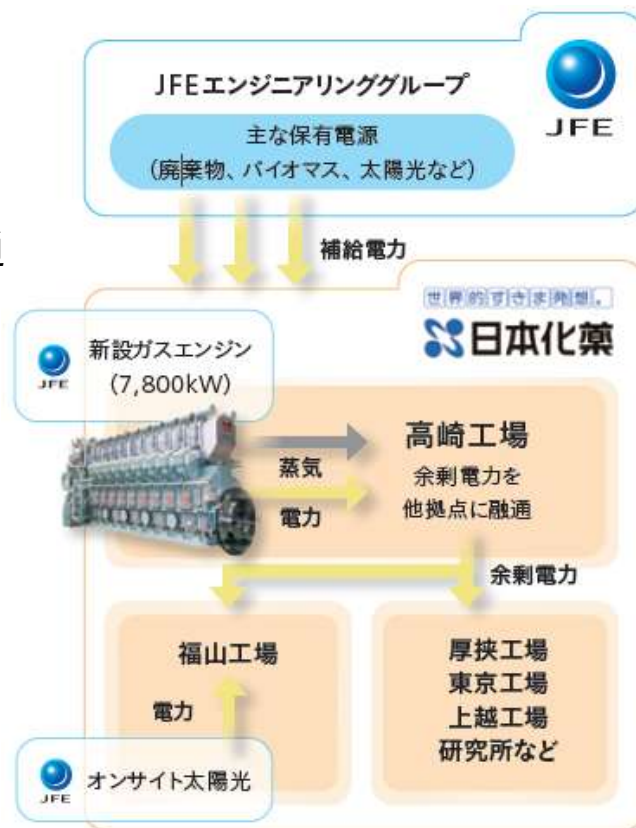 JFEエンジニアリンググループ
JFE
主な保有電源
(廃棄物、バイオマス、太陽光など)
補給電力
世界的すきま発想。
日本化薬
JFE
新設ガスエンジン
(7,800kW)
蒸気
電力
高崎工場
余剰電力を
他拠点に融通
余剰電力
福山工場
電力
厚狭工場
東京工場
上越工場
研究所など
JFE
オンサイト太陽光